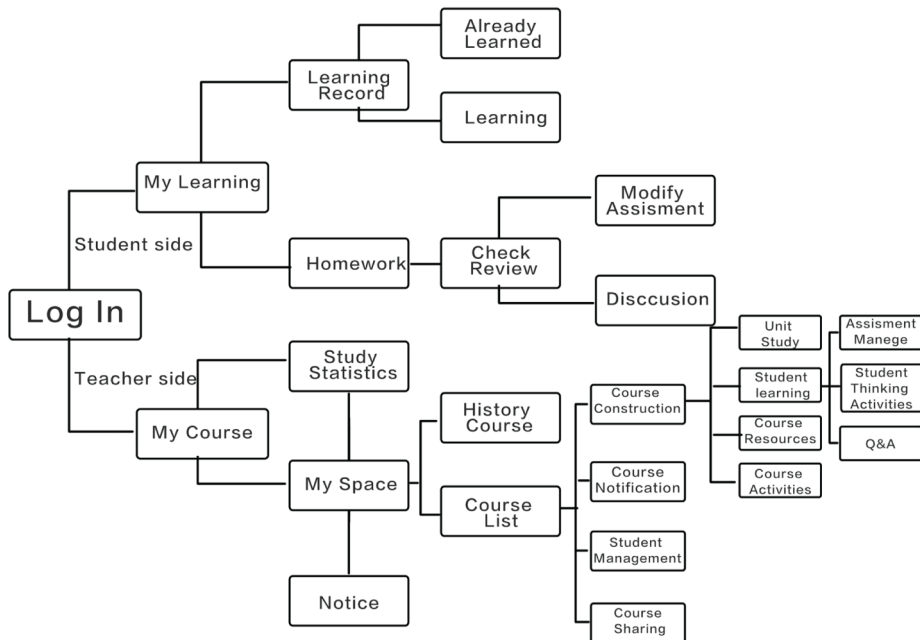 Already
Learned
Learning
Record
Learning
My Learning
Student side
Modify
Assisment
Homework
Check
Review
Disccusion
Log In
Teacher side
My Course
Study
Statistics
My Space
Notice
History
Course
Course
List
Course
Construction
Course
Notification
Student
Management
Course
Sharing
Unit
Study
Student
learning
Course
Resources
Course
Activities
Assisment
Manege
Student
Thinking
Activities
Q&A